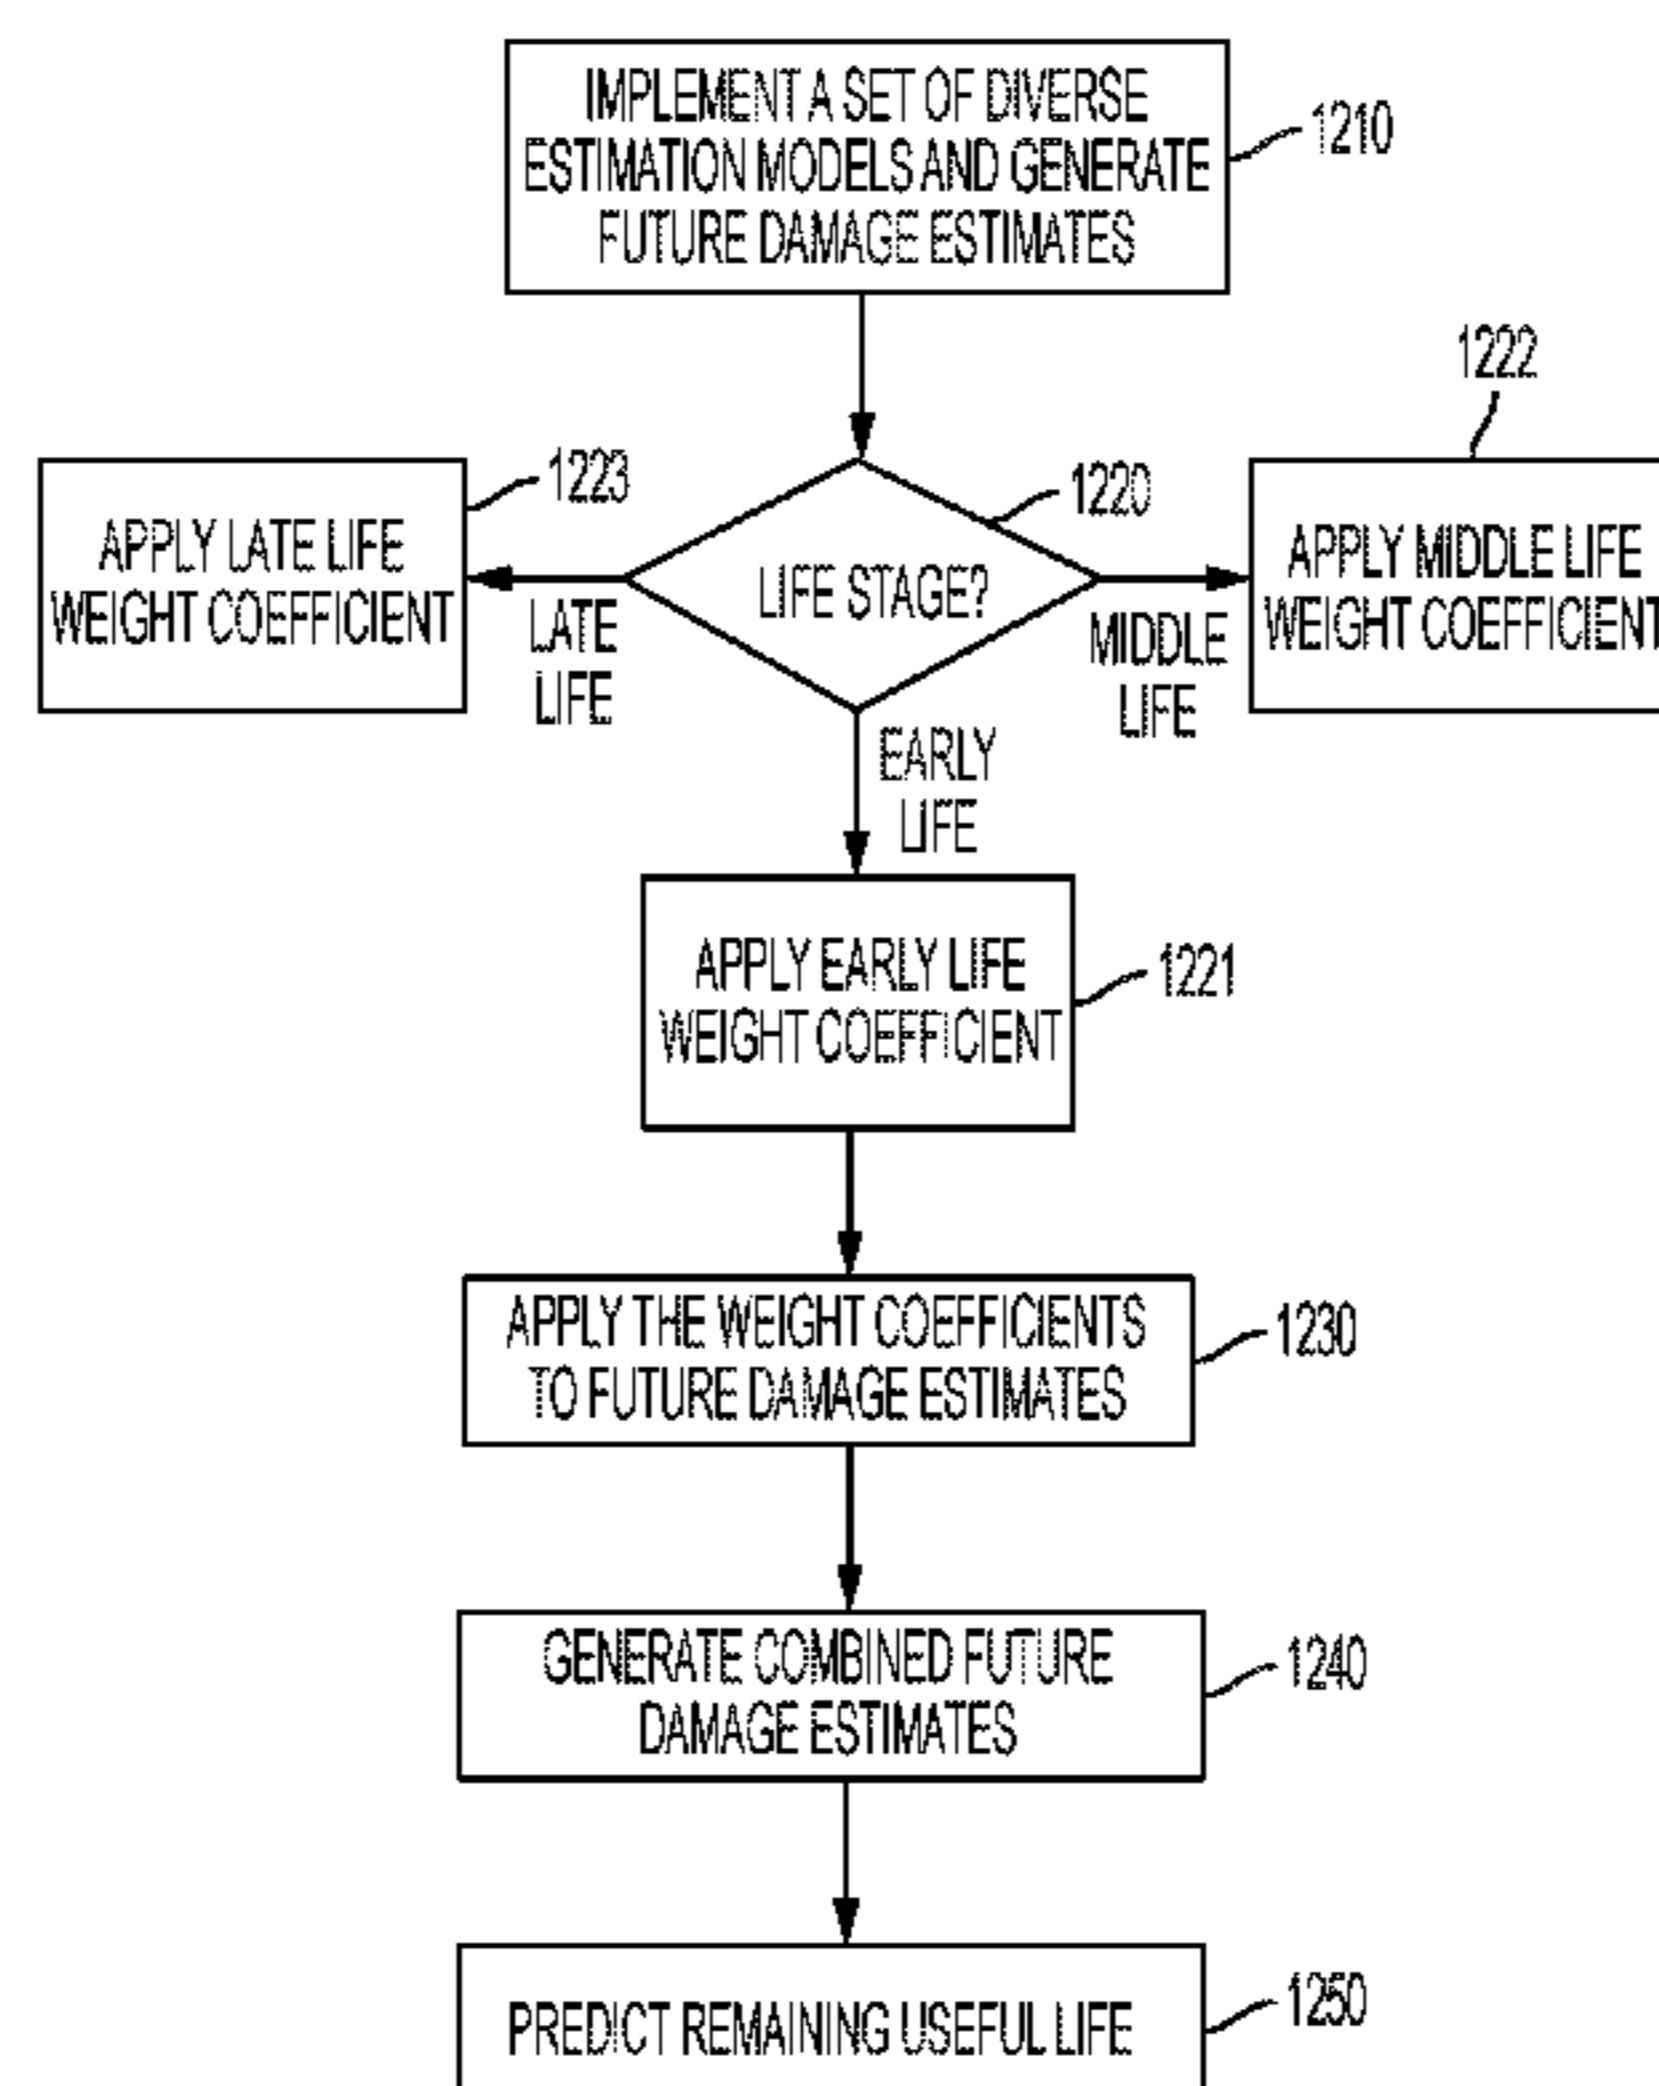 IMPLEMENT A SET OF DIVERSE
ESTIMATION MODELS AND GENERATE
FUTURE DAMAGE ESTIMATES
1210
1222
1223
1220
APPLY LATE LIFE
WEIGHT COEFFICIENT
LIFE STAGE?
APPLY MIDDLE LIFE
WEIGHT COEFFICIENT
LATE
LIFE
MIDDLE
LIFE
EARLY
LIFE
APPLY EARLY LIFE
WEIGHT COEFFICIENT
1221
APPLY THE WEIGHT COEFFICIENTS
TO FUTURE DAMAGE ESTIMATES
1230
GENERATE COMBINED FUTURE
DAMAGE ESTIMATES
1240
PREDICT REMAINING USEFUL LIFE
1250